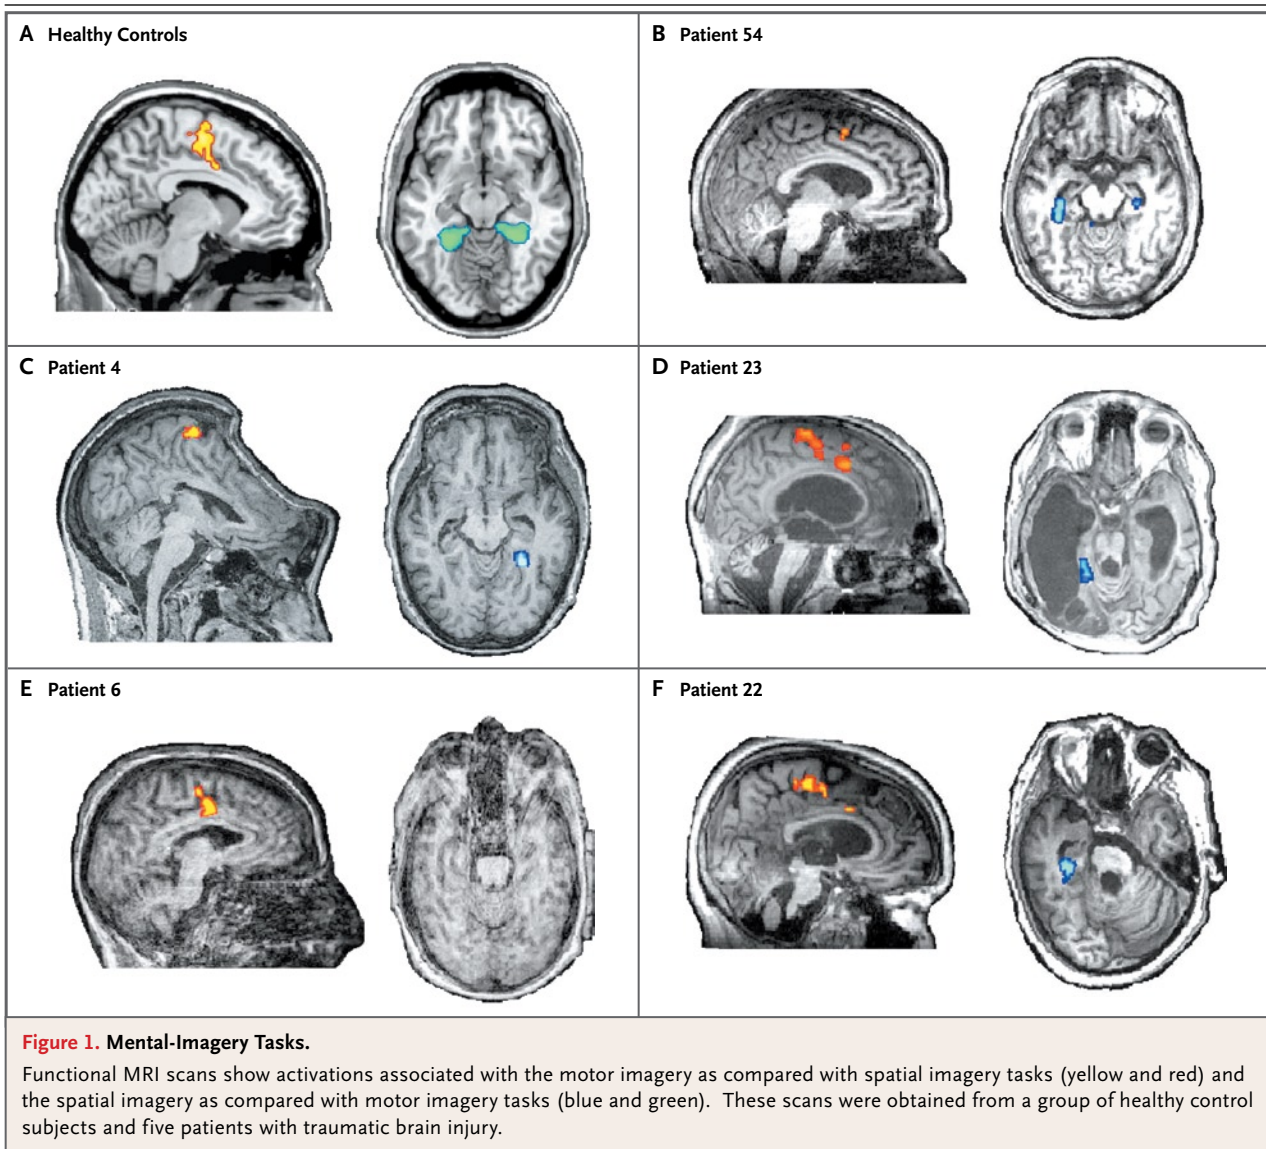 A Healthy Controls
B Patient 54
C Patient 4
D Patient 23
E Patient 6
F Patient 22
Figure 1. Mental-Imagery Tasks.
Functional MRI scans show activations associated with the motor imagery as compared with spatial imagery tasks (yellow and red) and
the spatial imagery as compared with motor imagery tasks (blue and green). These scans were obtained from a group of healthy control
subjects and five patients with traumatic brain injury.